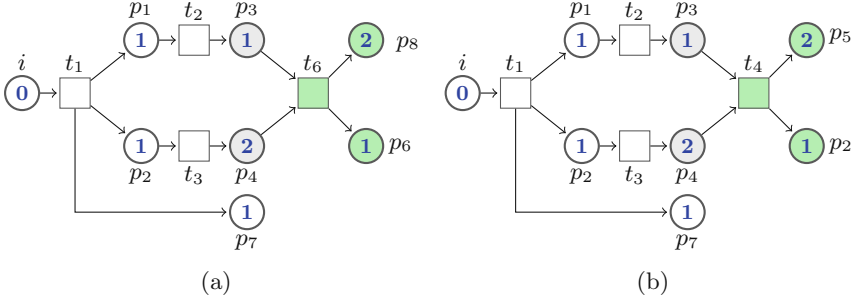 p1 t2 p3
1 1 2 p8
i t1 t6
0
1 2 1 p6
p2 t3 p4
1
p7
(a)
p1 t2 p3
1 1 2 p5
i t1 t4
0
1 2 1 p2
p2 t3 p4
1
p7
(b)